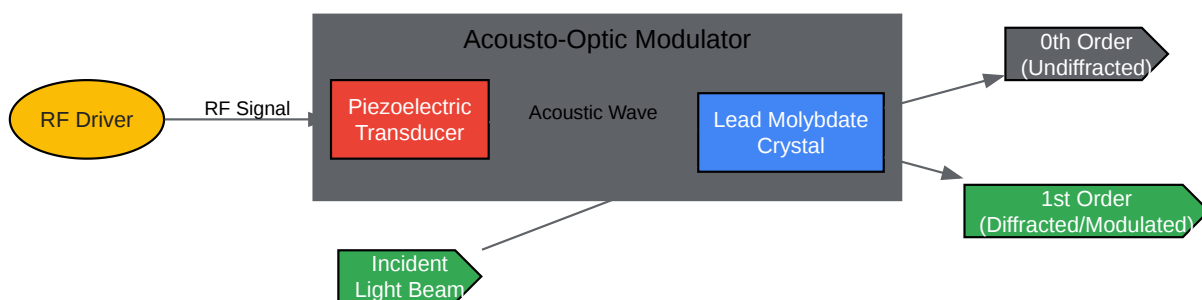 Acousto-Optic Modulator
0th Order
(Undiffracted)
RF Driver
RF Signal
Piezoelectric
Transducer
Acoustic Wave
Lead Molybdate
Crystal
1st Order
(Diffracted/Modulated)
Incident
Light Beam